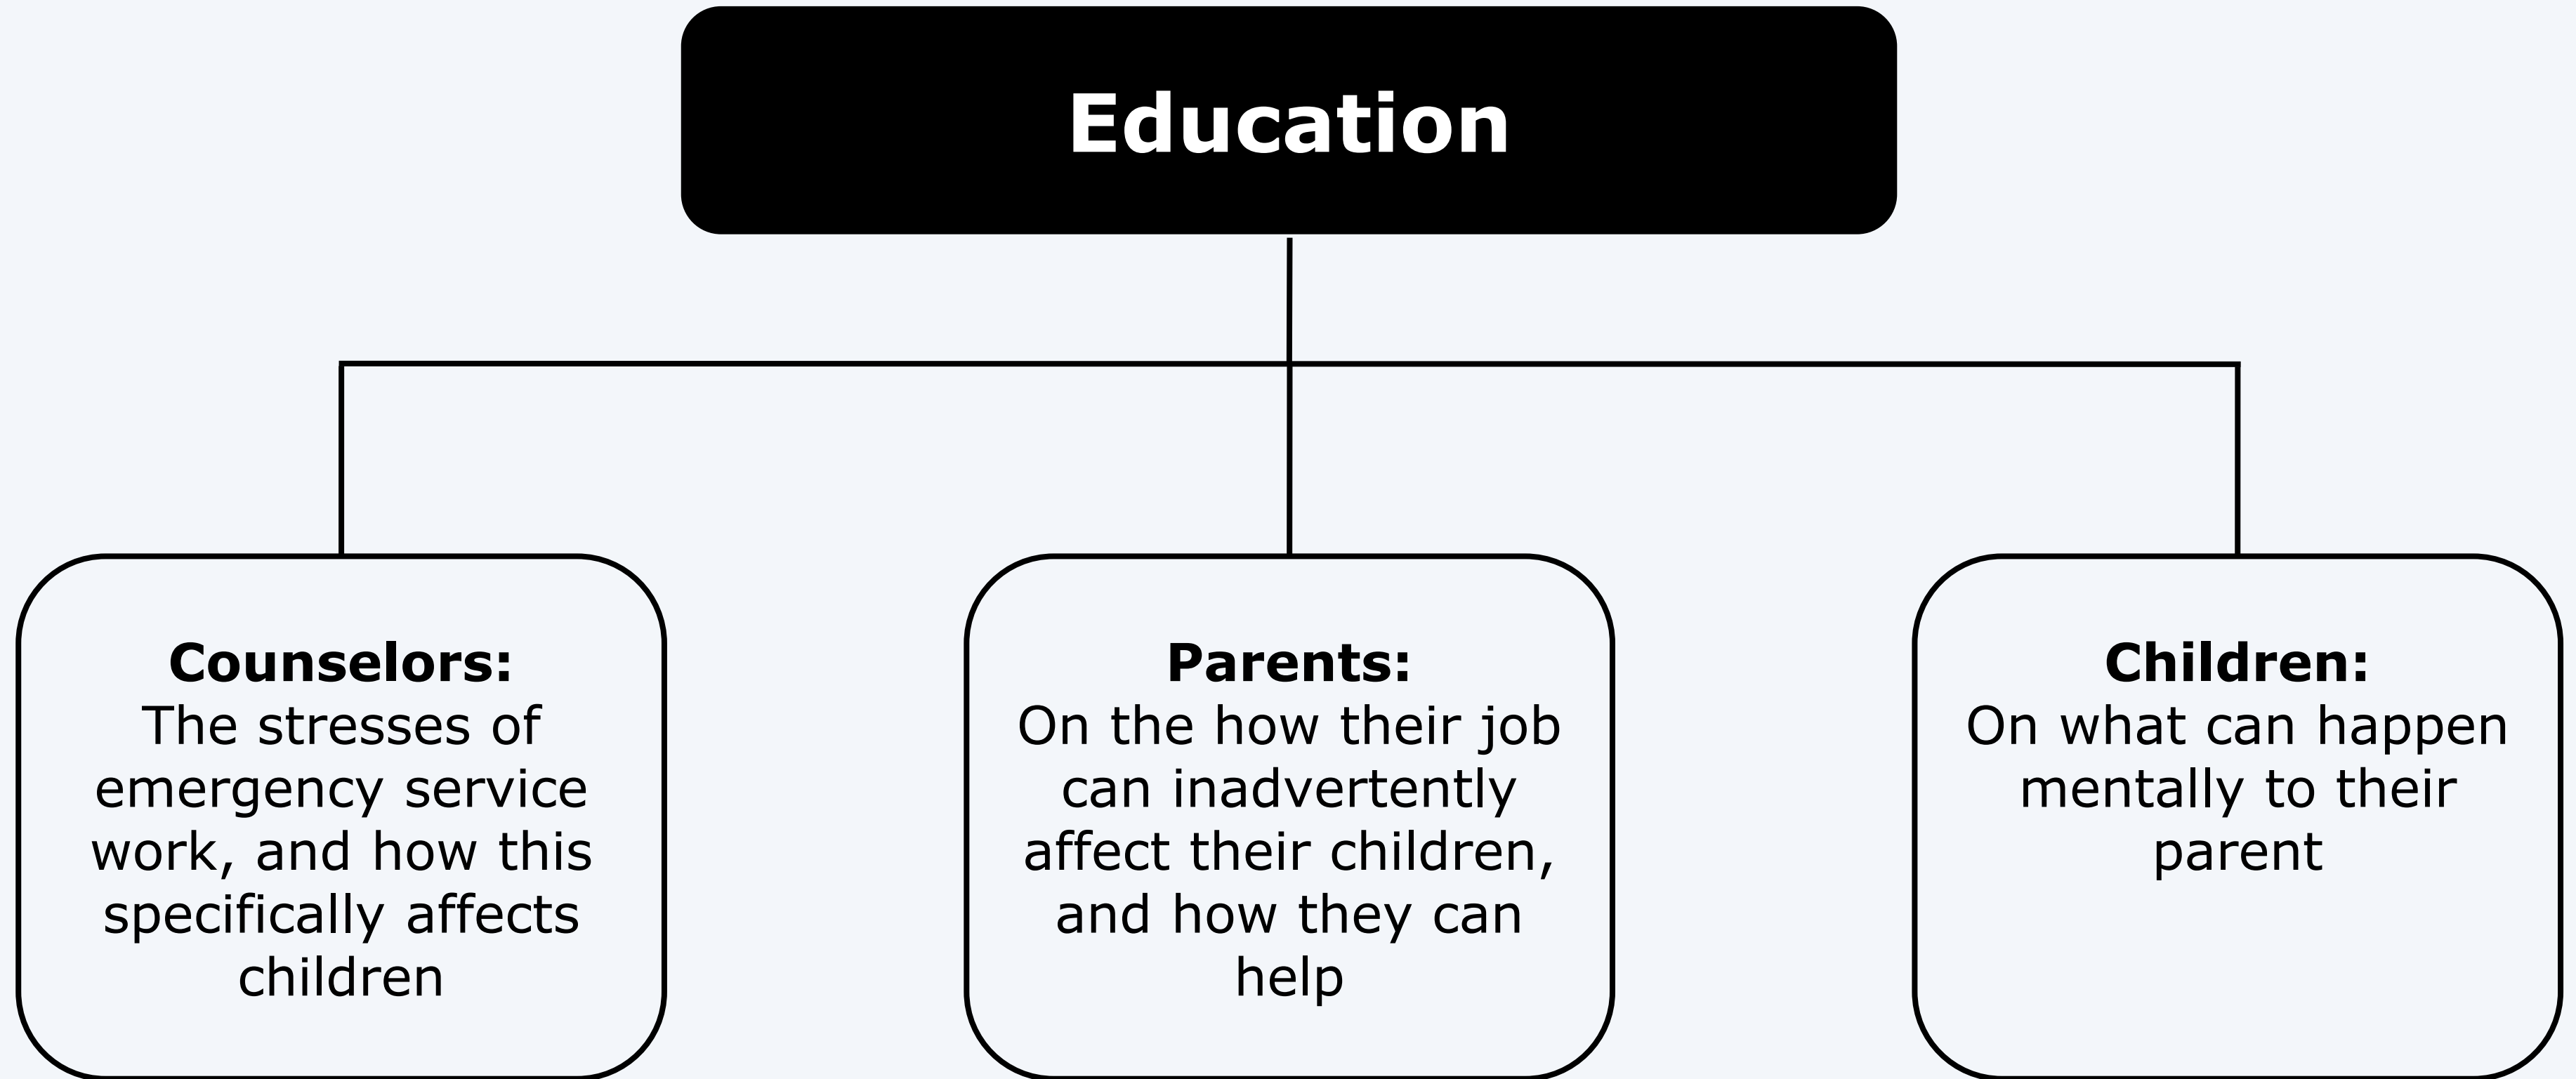 Education
Counselors:
The stresses of
emergency service
work, and how this
specifically affects
children
Parents:
On the how their job
can inadvertently
affect their children,
and how they can
help
Children:
On what can happen
mentally to their
parent